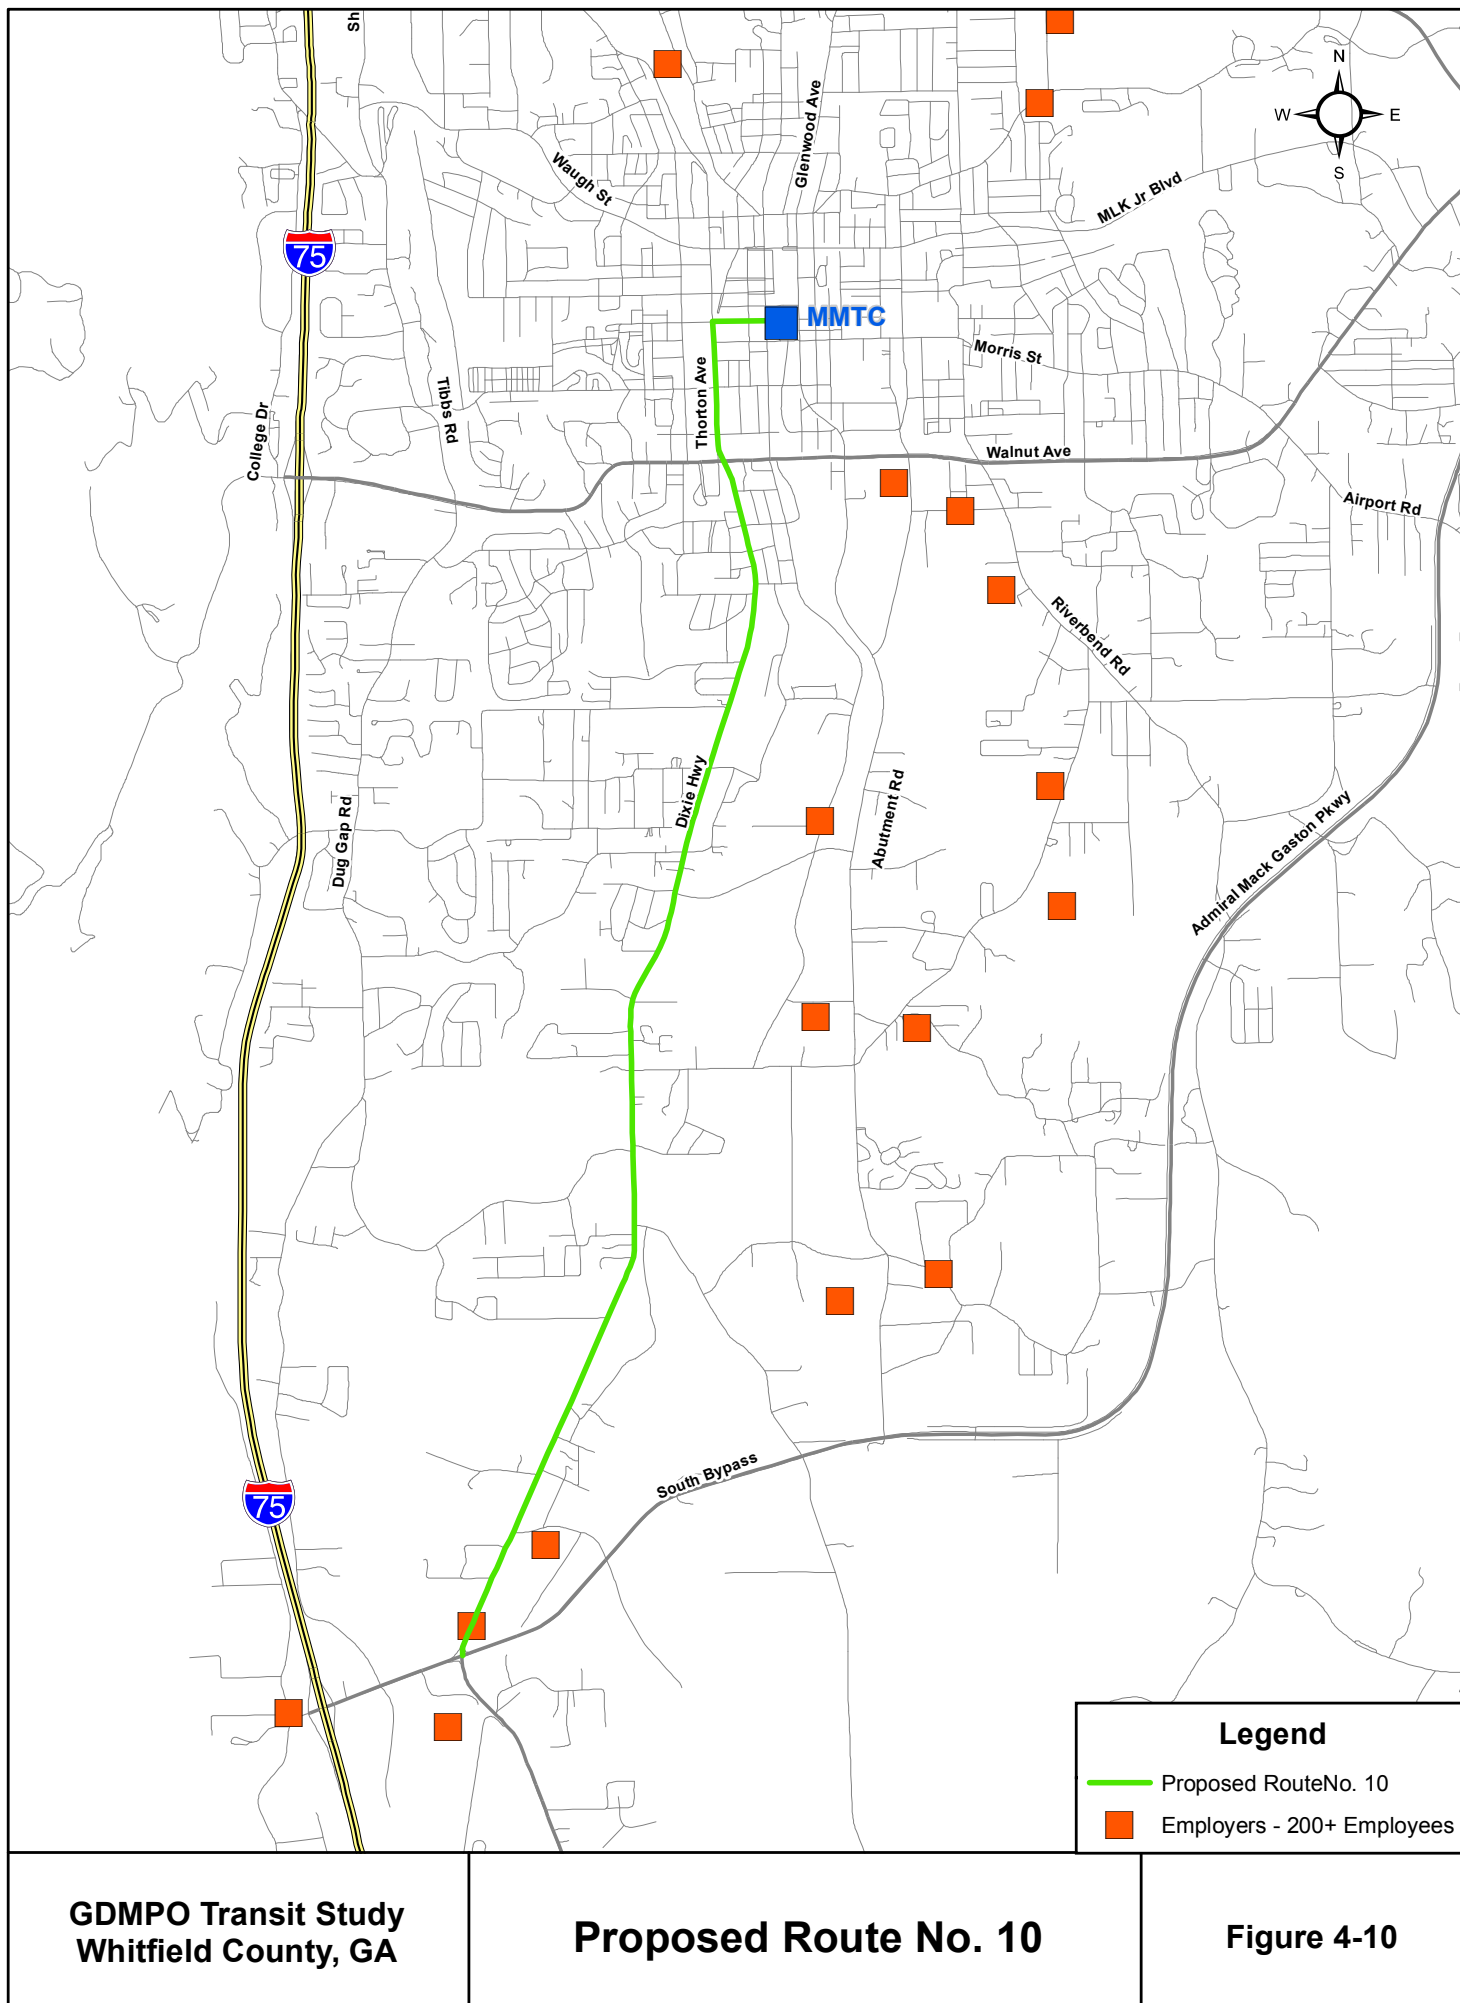 Sh
N
W
E
S
Glenwood Ave
Waugh St
MLK Jr Blvd
75
MMTC
Morris St
Thorton Ave
Tibbs Rd
College Dr
Walnut Ave
Airport Rd
Riverbend Rd
Dixie Hwy
Abutment Rd
Dug Gap Rd
Admiral Mack Gaston Pkwy
South Bypass
75
Legend
Proposed RouteNo. 10
Employers - 200+ Employees
GDMPO Transit Study
Whitfield County, GA
Proposed Route No. 10
Figure 4-10